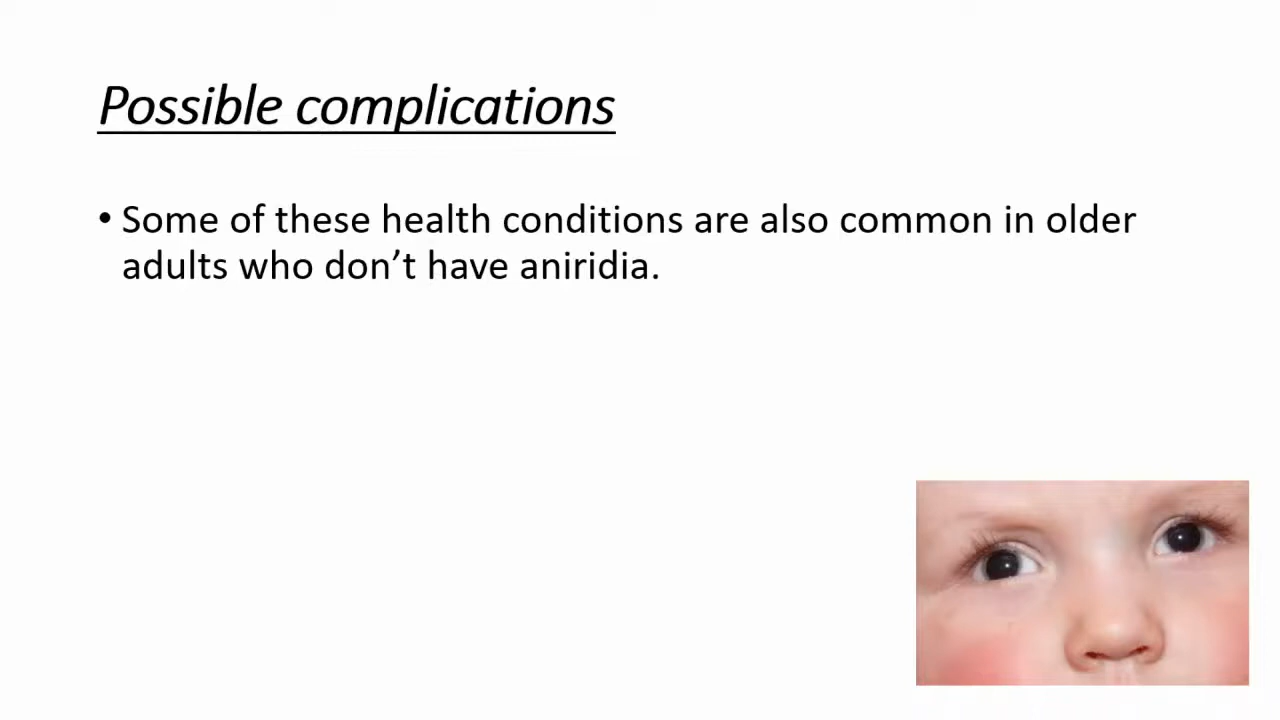 Possible complications
• Some of these health conditions are also common in older
adults who don’t have aniridia.